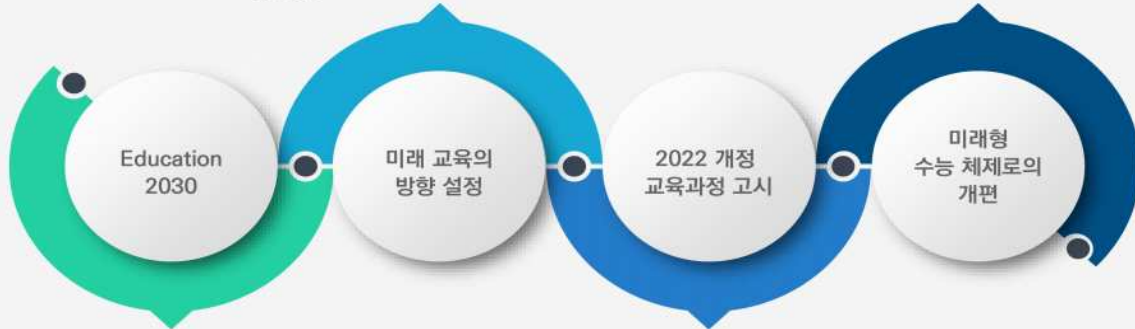 Education
2030
미래 교육의
방향 설정
2022 개정
교육과정 고시
미래형
수능 체제로의
개편